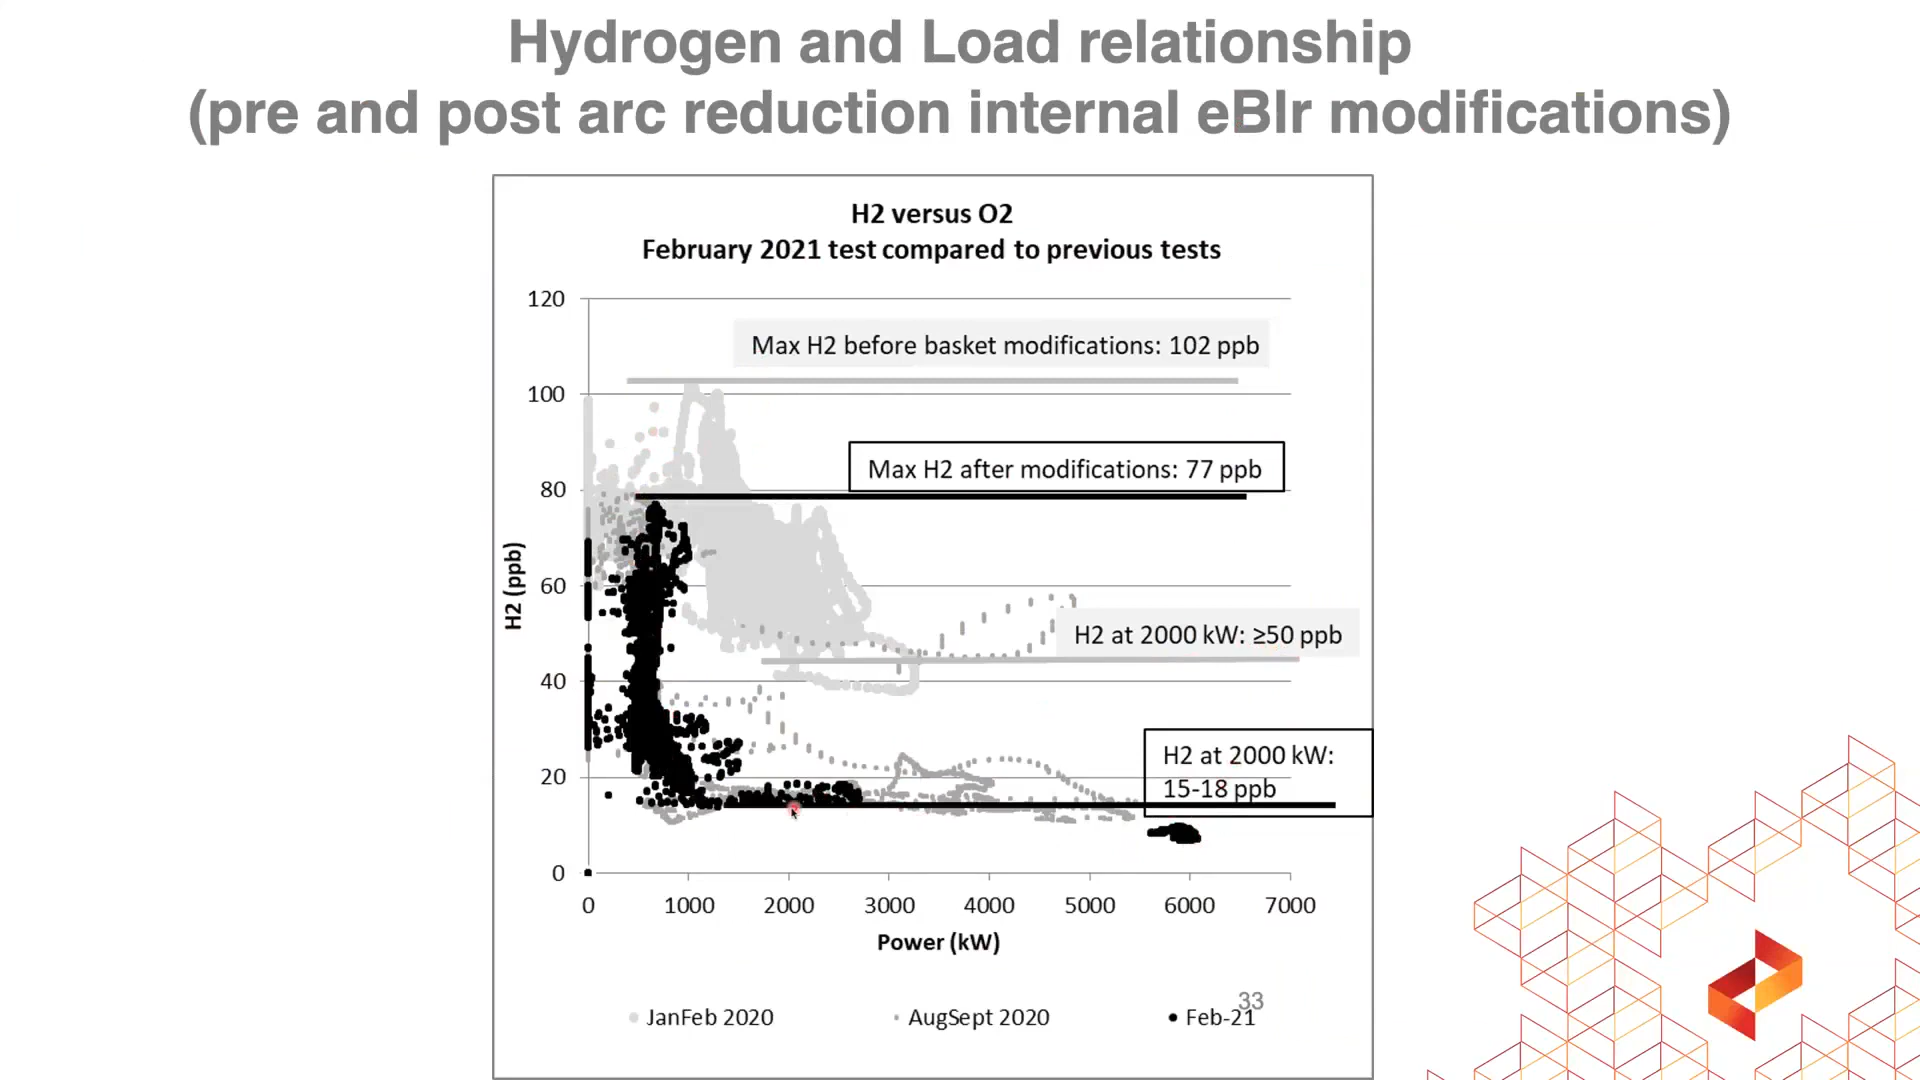 Hydrogen and Load relationship
(pre and post arc reduction internal eBlr modifications)
H2 versus O2
February 2021 test compared to previous tests
120
Max H2 before basket modifications: 102 ppb
100
Max H2 after modifications: 77 ppb
80
60
H2 at 2000 kW: ≥50 ppb
40
H2 at 2000 kW:
15-18 ppb
20
0
H2 (ppb)
0 1000 2000 3000 4000 5000 6000 7000
Power (kW)
33
JanFeb 2020 AugSept 2020 Feb-21